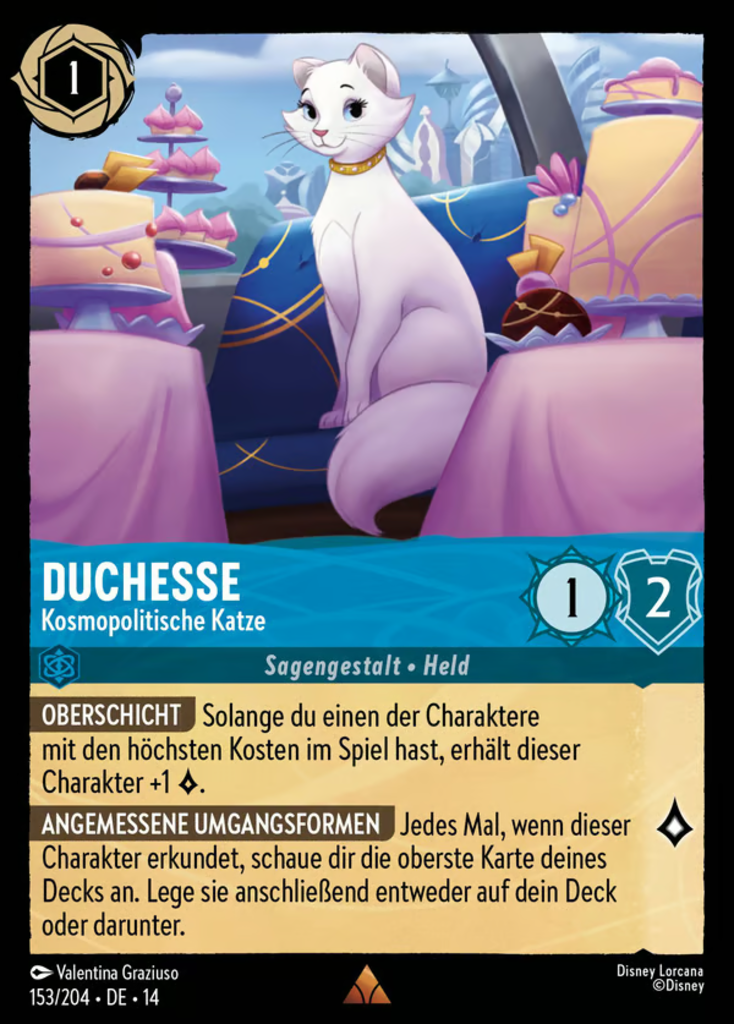 1
DUCHESSE
Kosmopolitische Katze
1
2
Sagengestalt • Held
OBERSCHICHT Solange du einen der Charaktere
mit den höchsten Kosten im Spiel hast, erhält dieser
Charakter +1 .
ANGEMESSENE UMGANGSFORMEN Jedes Mal, wenn dieser
Charakter erkundet, schaue dir die oberste Karte deines
Decks an. Lege sie anschließend entweder auf dein Deck
oder darunter.
Valentina Graziuso
153/204 • DE • 14
Disney Lorcana
©Disney